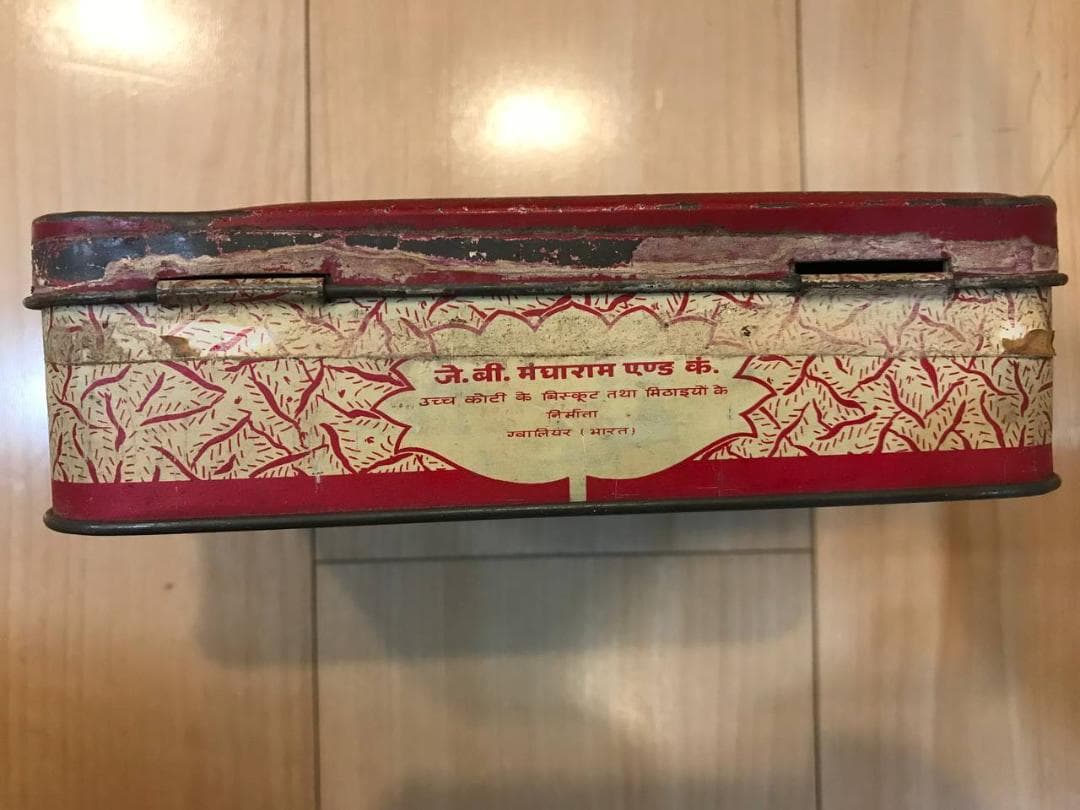 जे. बी. मंघाराम एण्ड कं.
उच्च कोटी के बिस्कूट तथा मिठाइयों के
निर्माता
ग्वालियर (भारत)